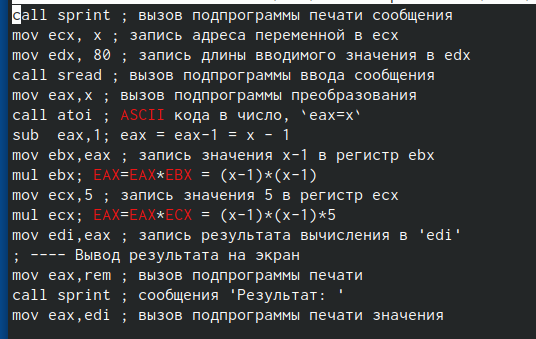 call sprint ; вызов подпрограммы печати сообщения
mov ecx, x ; запись адреса переменной в ecx
mov edx, 80 ; запись длины вводимого значения в edx
call sread ; вызов подпрограммы ввода сообщения
mov eax,x ; вызов подпрограммы преобразования
call atoi ; ASCII кода в число, `eax=x`
sub  eax,1; eax = eax-1 = x - 1
mov ebx,eax ; запись значения x-1 в регистр ebx
mul ebx; EAX=EAX*EBX = (x-1)*(x-1)
mov ecx,5 ; запись значения 5 в регистр ecx
mul ecx; EAX=EAX*ECX = (x-1)*(x-1)*5
mov edi,eax ; запись результата вычисления в 'edi'
; ---- Вывод результата на экран
mov eax,rem ; вызов подпрограммы печати
call sprint ; сообщения 'Результат: '
mov eax,edi ; вызов подпрограммы печати значения